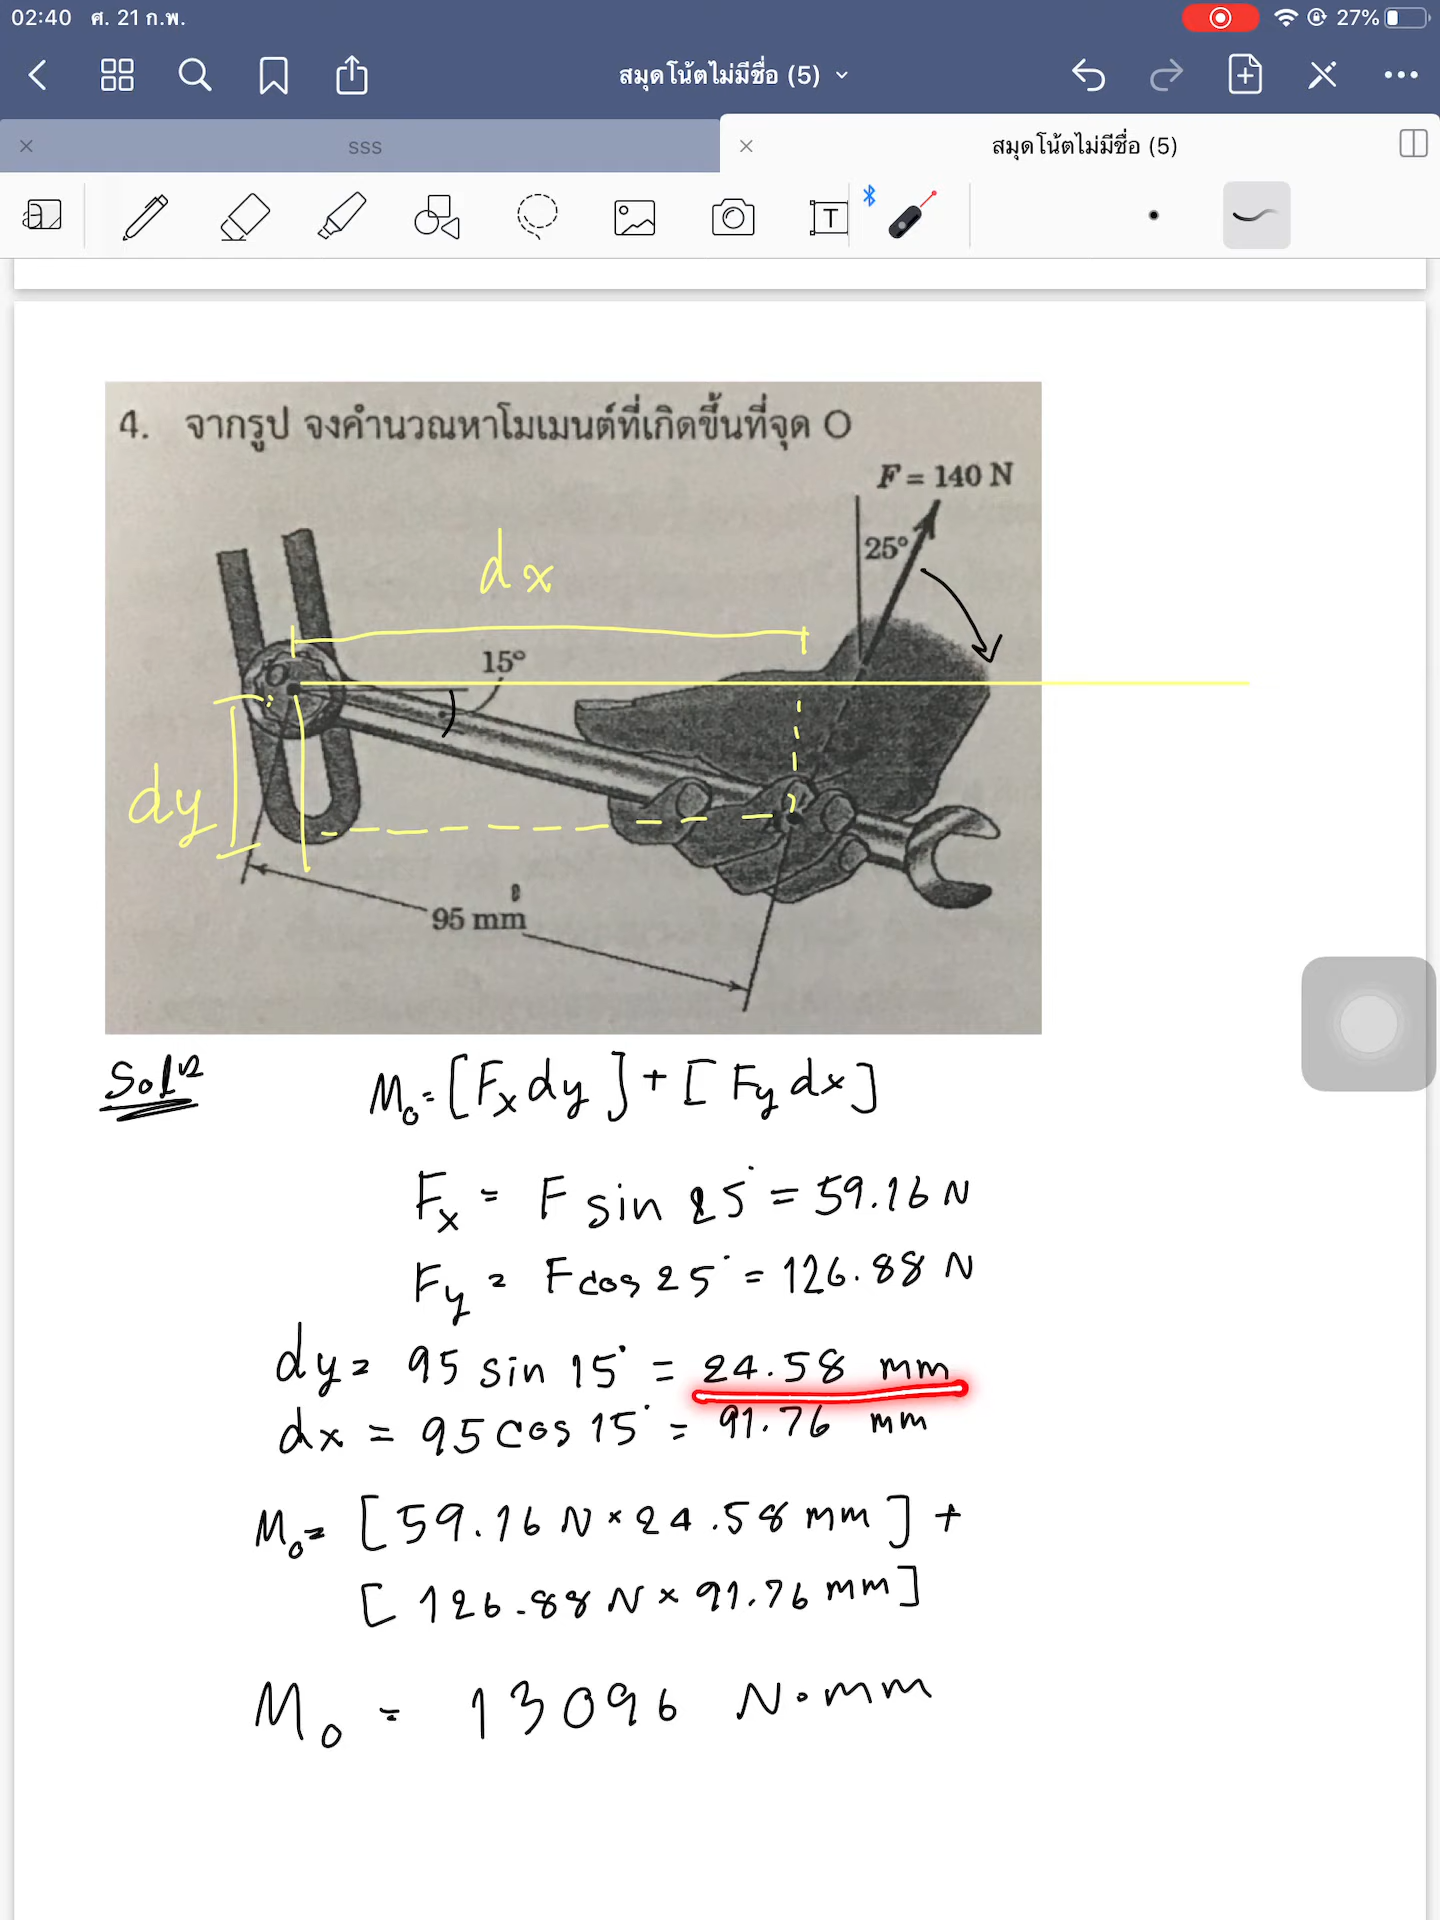 02:40 ศ. 21 ก.พ. 27%
สมุดโน้ตไม่มีชื่อ (5)
sss
สมุดโน้ตไม่มีชื่อ (5)
T
4. จากรูป จงคำนวณหาโมเมนต์ที่เกิดขึ้นที่จุด O
F = 140 N
25°
dx
15°
O
dy
95 mm
Sol
M₀ = [Fx dy] + [Fy dx]
Fx = F sin 25° = 59.16 N
Fy = F cos 25° = 126.88 N
dy = 95 sin 15° = 24.58 mm
dx = 95 cos 15° = 91.76 mm
M₀ = [59.16 N × 24.58 mm] +
[126.88 N × 91.76 mm]
M₀ = 13096 N·mm